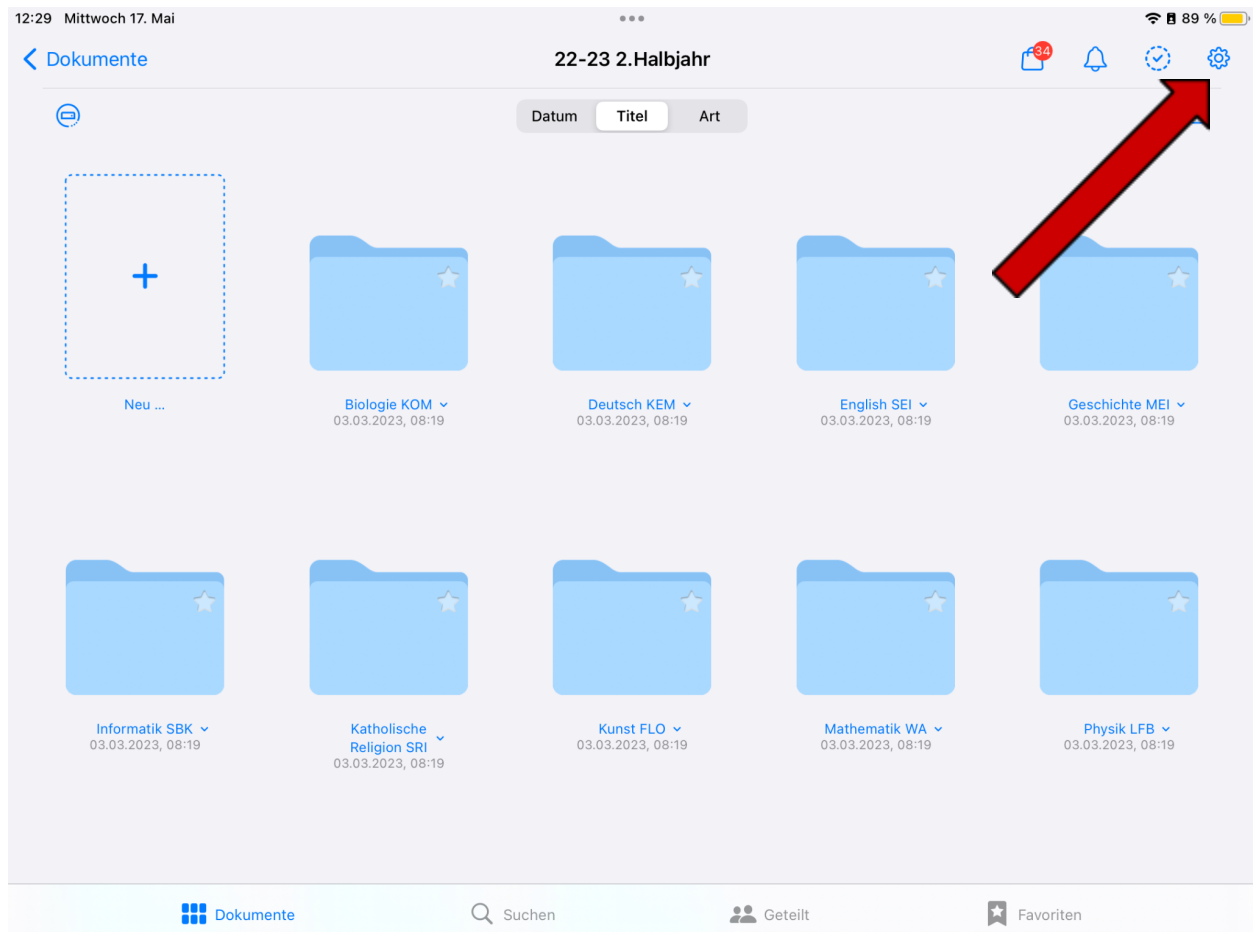 12:29 Mittwoch 17. Mai
89 %
Dokumente
22-23 2.Halbjahr
34
Datum Titel Art
Neu ...
Biologie KOM
03.03.2023, 08:19
Deutsch KEM
03.03.2023, 08:19
English SEI
03.03.2023, 08:19
Geschichte MEI
03.03.2023, 08:19
Informatik SBK
03.03.2023, 08:19
Katholische
Religion SRI
03.03.2023, 08:19
Kunst FLO
03.03.2023, 08:19
Mathematik WA
03.03.2023, 08:19
Physik LFB
03.03.2023, 08:19
Dokumente Suchen Geteilt Favoriten